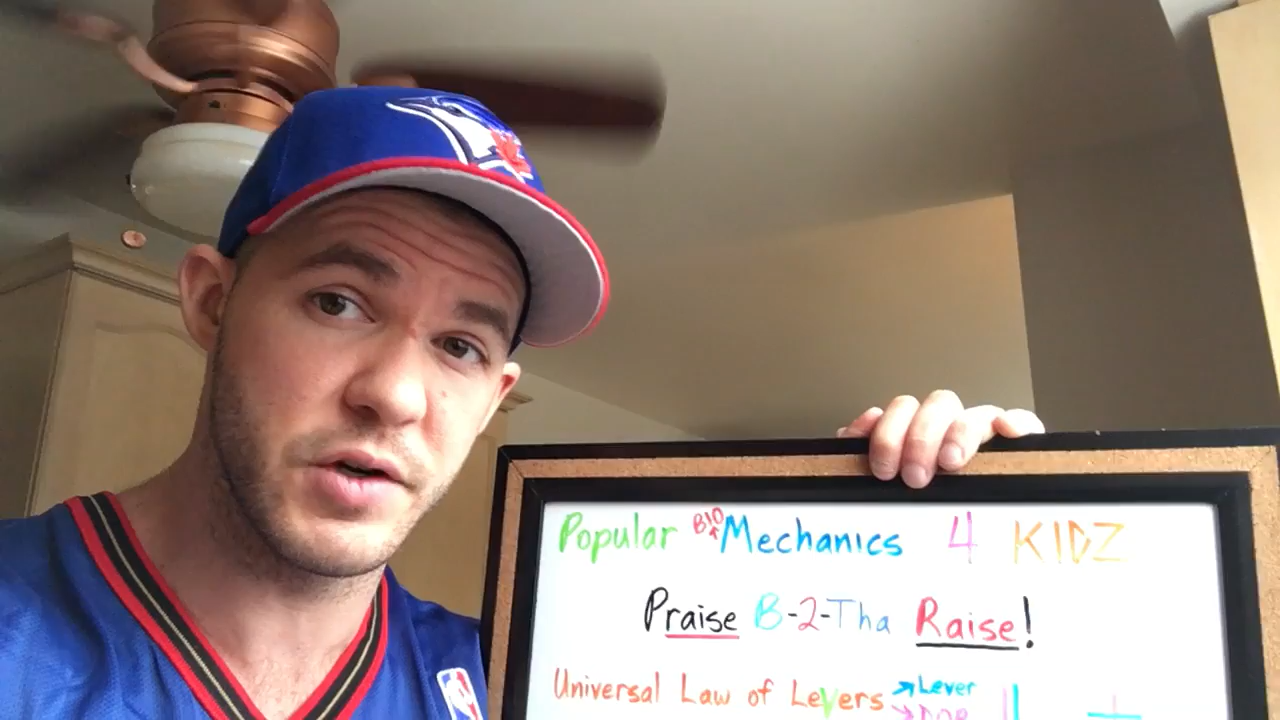 Popular BIO Mechanics 4 KIDZ
Praise B-2-Tha Raise!
Universal Law of Levers
Lever